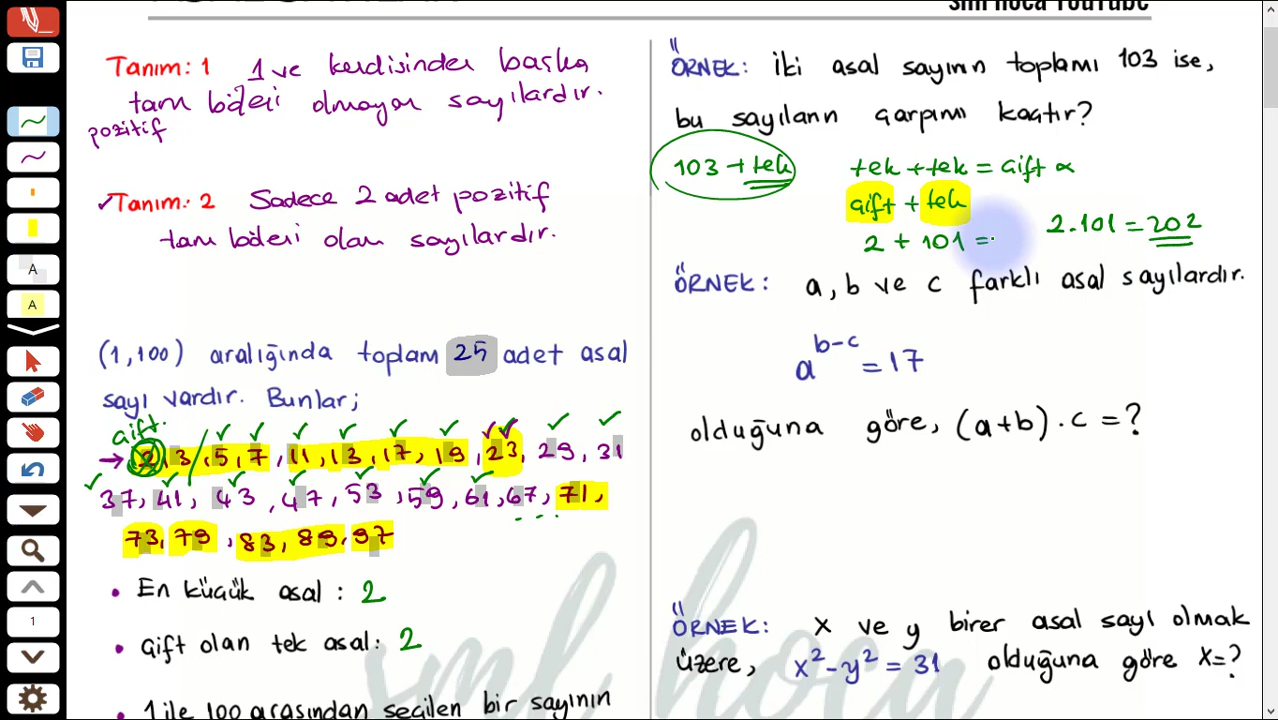 sml hoca YouTube
Tanım: 1 1 ve kendisinden başka
tam böleni olmayan sayılardır.
pozitif
Tanım: 2 Sadece 2 adet pozitif
tam böleni olan sayılardır.
(1,100) aralığında toplam 25 adet asal
sayı vardır. Bunlar;
çift
2, 3, 5, 7, 11, 13, 17, 19, 23, 29, 31
37, 41, 43, 47, 53, 59, 61, 67, 71,
73, 79, 83, 89, 97
• En küçük asal: 2
• Çift olan tek asal: 2
• 1 ile 100 arasından seçilen bir sayının
ÖRNEK: İki asal sayının toplamı 103 ise,
bu sayıların çarpımı kaçtır?
103 → tek tek + tek = çift ∝
çift + tek
2 + 101 = 2.101 = 202
ÖRNEK: a, b ve c farklı asal sayılardır.
a^(b-c) = 17
olduğuna göre, (a+b).c = ?
ÖRNEK: x ve y birer asal sayı olmak
üzere, x² - y² = 31 olduğuna göre x=?
sml hoca
A
A
1